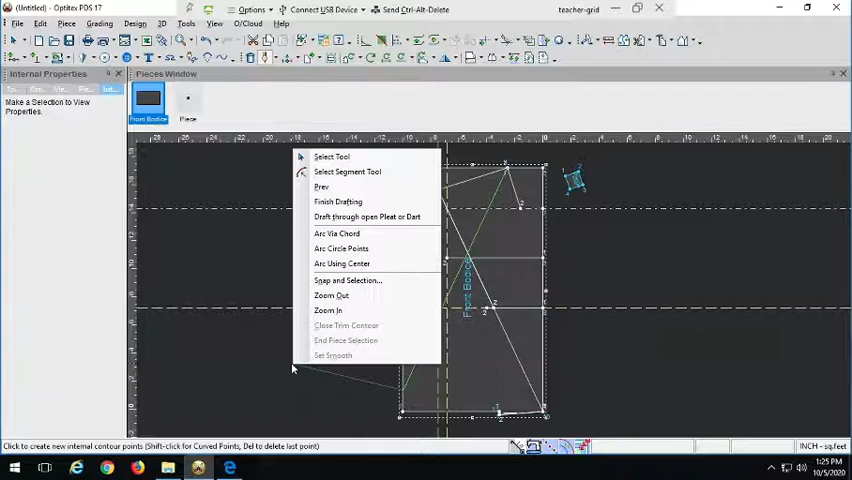 (Untitled) - Optitex PDS 17
Options
Connect USB Device
Send Ctrl-Alt-Delete
teacher-grid
File Edit Piece Grading Design 3D Tools View O/Cloud Help
Internal Properties
Pieces Window
Make a Selection to View
Properties.
Front Bodice
Piece
Select Tool
Select Segment Tool
Prev
Finish Drafting
Draft through open Pleat or Dart
Arc Via Chord
Arc Circle Points
Arc Using Center
Snap and Selection...
Zoom Out
Zoom In
Close Trim Contour
End Piece Selection
Set Smooth
Front Bodice
Click to create new internal contour points (Shift-click for Curved Points, Del to delete last point)
INCH - sq.feet
1:25 PM
10/5/2020